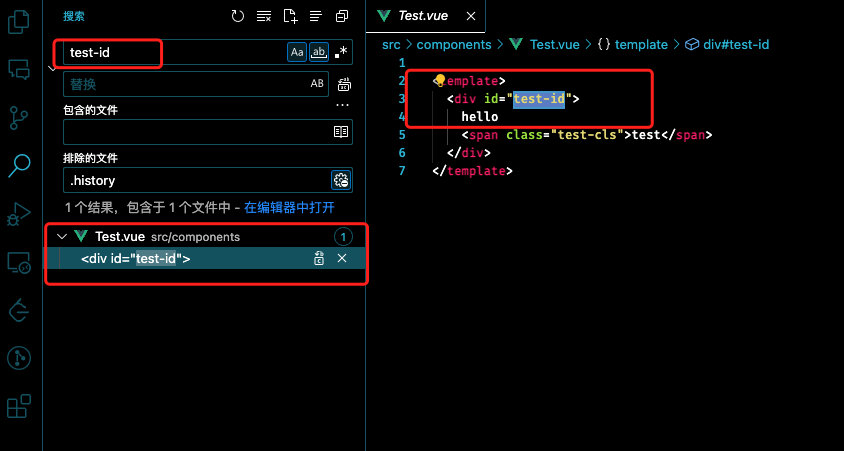 搜索
test-id
Aa
ab
.*
替换
AB
...
包含的文件
排除的文件
.history
1 个结果，包含于 1 个文件中 - 在编辑器中打开
Test.vue src/components 1
<div id="test-id">
Test.vue
src > components > Test.vue > {} template > div#test-id
1
2 <template>
3 <div id="test-id">
4 hello
5 <span class="test-cls">test</span>
6 </div>
7 </template>